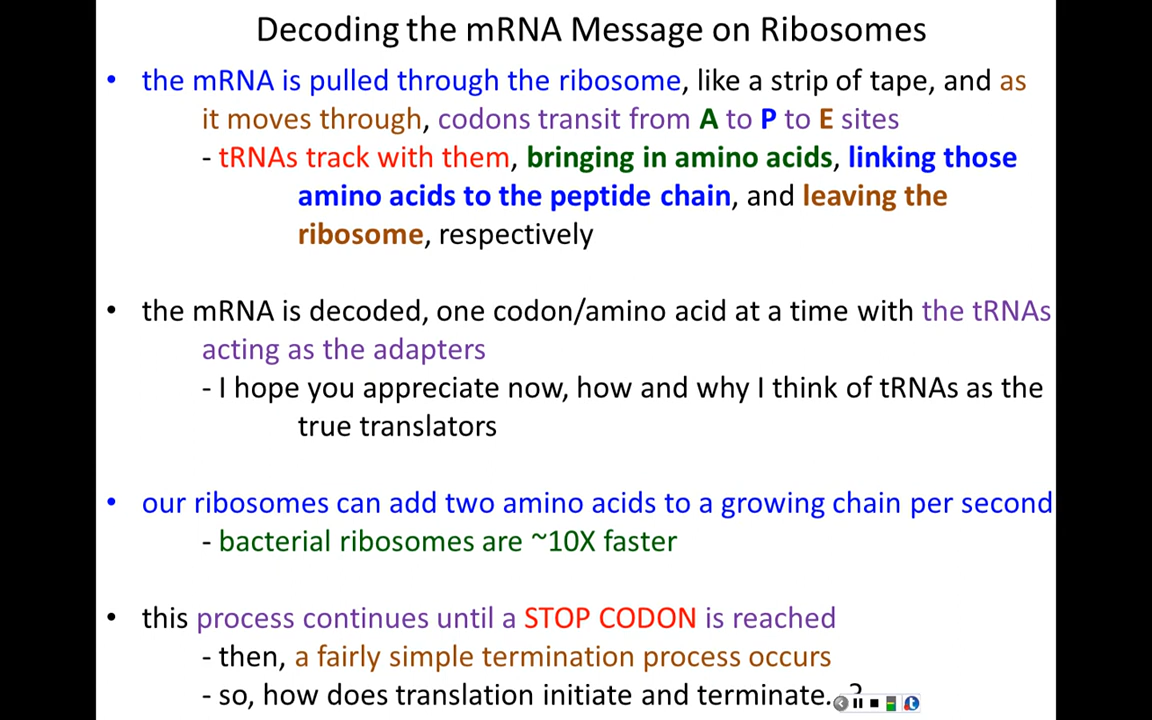 Decoding the mRNA Message on Ribosomes
• the mRNA is pulled through the ribosome, like a strip of tape, and as
it moves through, codons transit from A to P to E sites
- tRNAs track with them, bringing in amino acids, linking those
amino acids to the peptide chain, and leaving the
ribosome, respectively
• the mRNA is decoded, one codon/amino acid at a time with the tRNAs
acting as the adapters
- I hope you appreciate now, how and why I think of tRNAs as the
true translators
• our ribosomes can add two amino acids to a growing chain per second
- bacterial ribosomes are ~10X faster
• this process continues until a STOP CODON is reached
- then, a fairly simple termination process occurs
- so, how does translation initiate and terminate..?